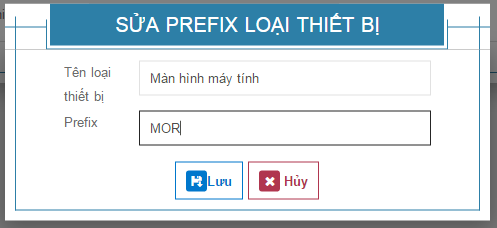 SỬA PREFIX LOẠI THIẾT BỊ
Tên loại thiết bị
Màn hình máy tính
Prefix
MOR
Lưu
Hủy